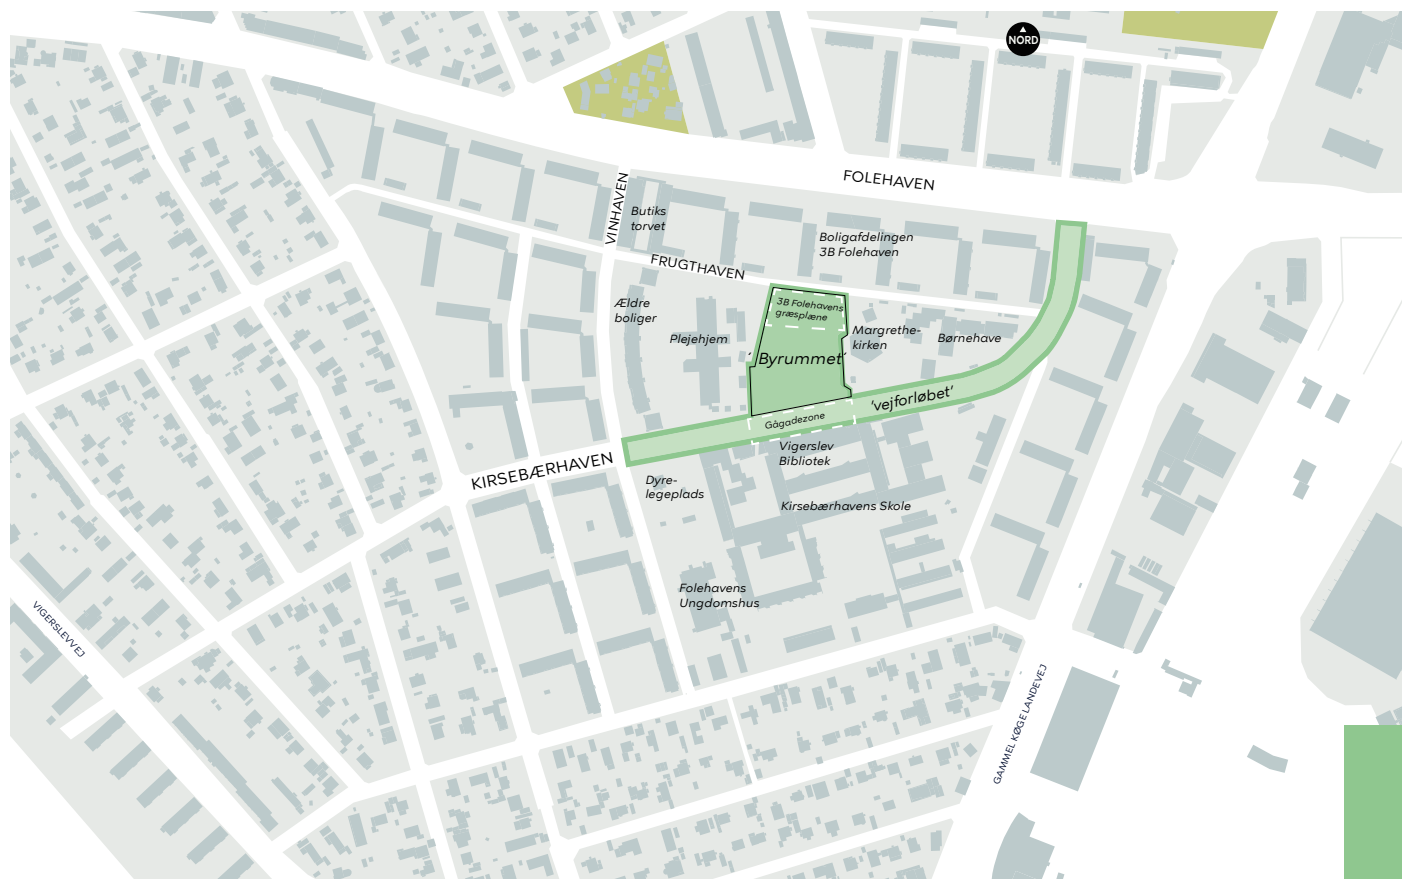 NORD
FOLEHAVEN
VINHAVEN
Butiks
torvet
Boligafdelingen
3B Folehaven
FRUGTHAVEN
Ældre
boliger
3B Folehavens
græsplæne
Plejehjem
Margrethe-
kirken
Børnehave
‘Byrummet’
‘vejforløbet’
Gågadezone
KIRSEBÆRHAVEN
Vigerslev
Bibliotek
Dyre-
legeplads
Kirsebærhavens Skole
Folehavens
Ungdomshus
VIGERSLEVVEJ
GAMMEL KØGE LANDEVEJ